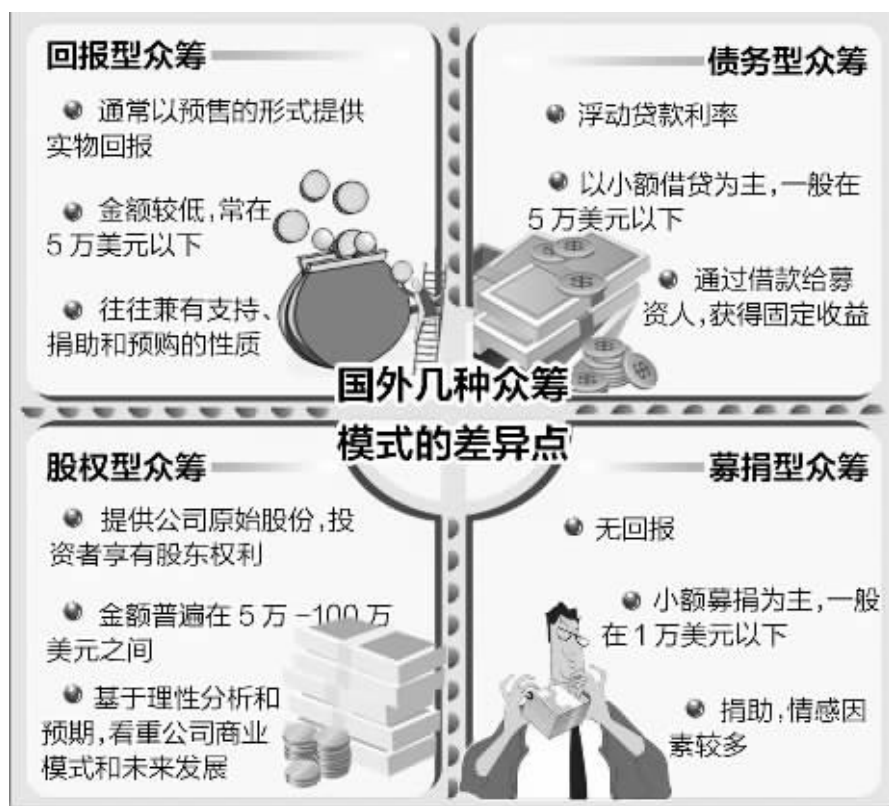 回报型众筹
通常以预售的形式提供
实物回报
金额较低,常在
5万美元以下
往往兼有支持、
捐助和预购的性质
债务型众筹
浮动贷款利率
以小额借贷为主,一般在
5万美元以下
通过借款给募
资人,获得固定收益
国外几种众筹
模式的差异点
股权型众筹
提供公司原始股份,投
资者享有股东权利
金额普遍在5万-100万
美元之间
基于理性分析和
预期,看重公司商业
模式和未来发展
募捐型众筹
无回报
小额募捐为主,一般
在1万美元以下
捐助,情感因
素较多